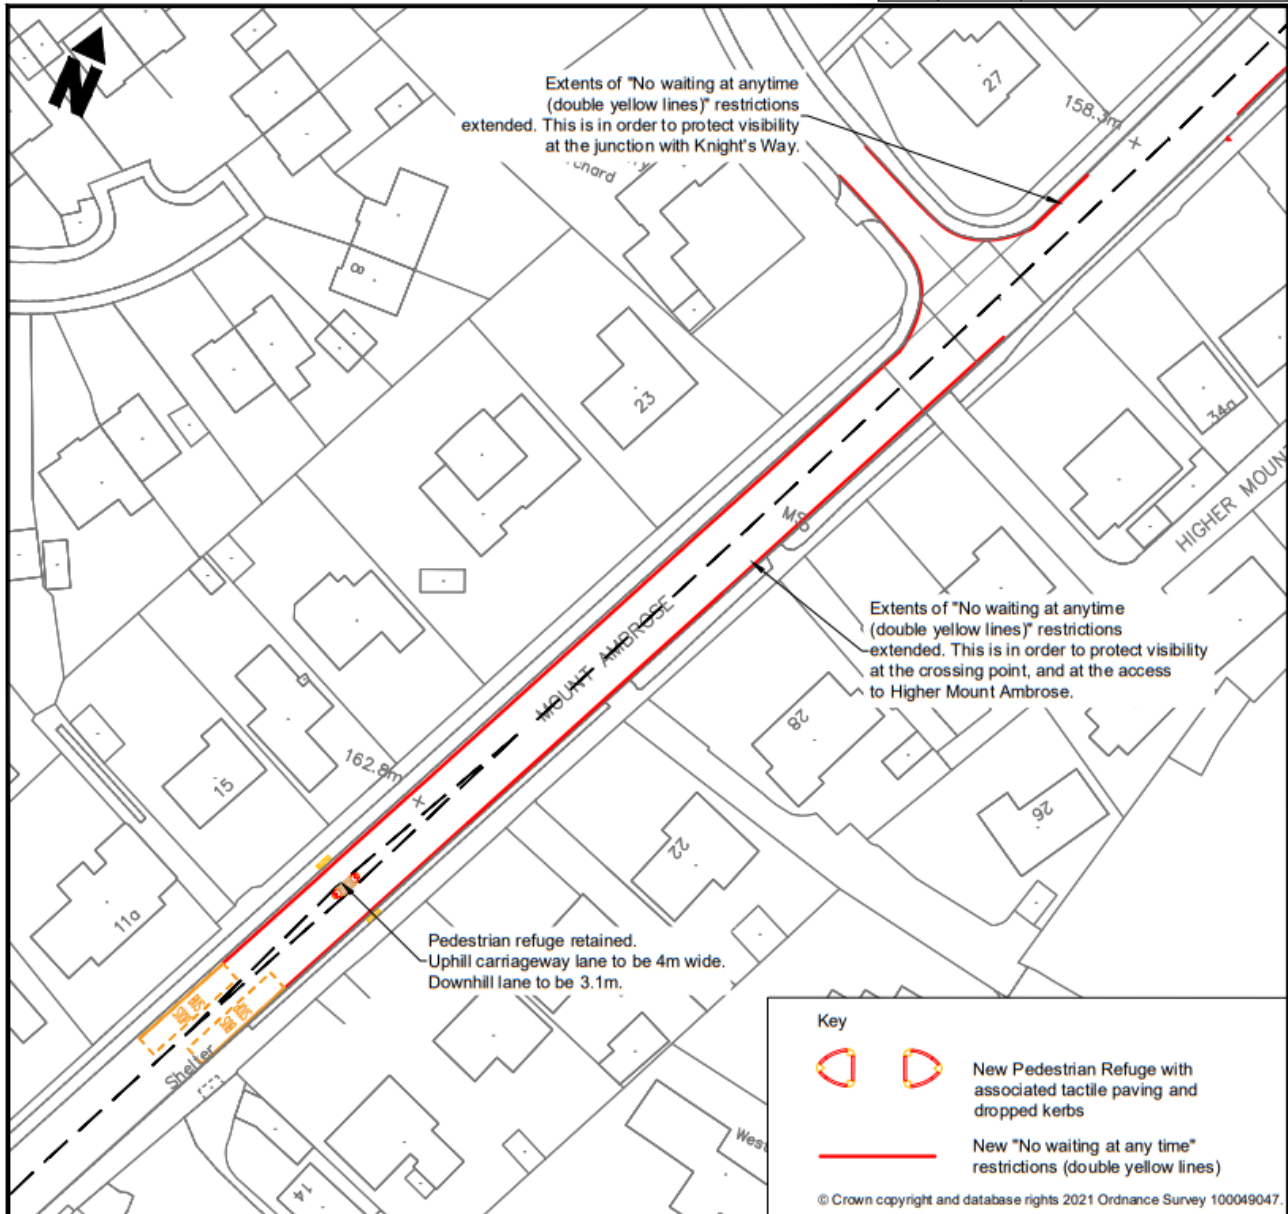 N
Extents of "No waiting at anytime
(double yellow lines)" restrictions
extended. This is in order to protect visibility
at the junction with Knight's Way.
27
158.3m
chard
8
23
34a
HIGHER MOUNT
MS
MOUNT AMBROSE
Extents of "No waiting at anytime
(double yellow lines)" restrictions
extended. This is in order to protect visibility
at the crossing point, and at the access
to Higher Mount Ambrose.
28
162.8m
15
26
22
11a
Pedestrian refuge retained.
Uphill carriageway lane to be 4m wide.
Downhill lane to be 3.1m.
Shelter
14
West
Key
New Pedestrian Refuge with
associated tactile paving and
dropped kerbs
New "No waiting at any time"
restrictions (double yellow lines)
© Crown copyright and database rights 2021 Ordnance Survey 100049047.